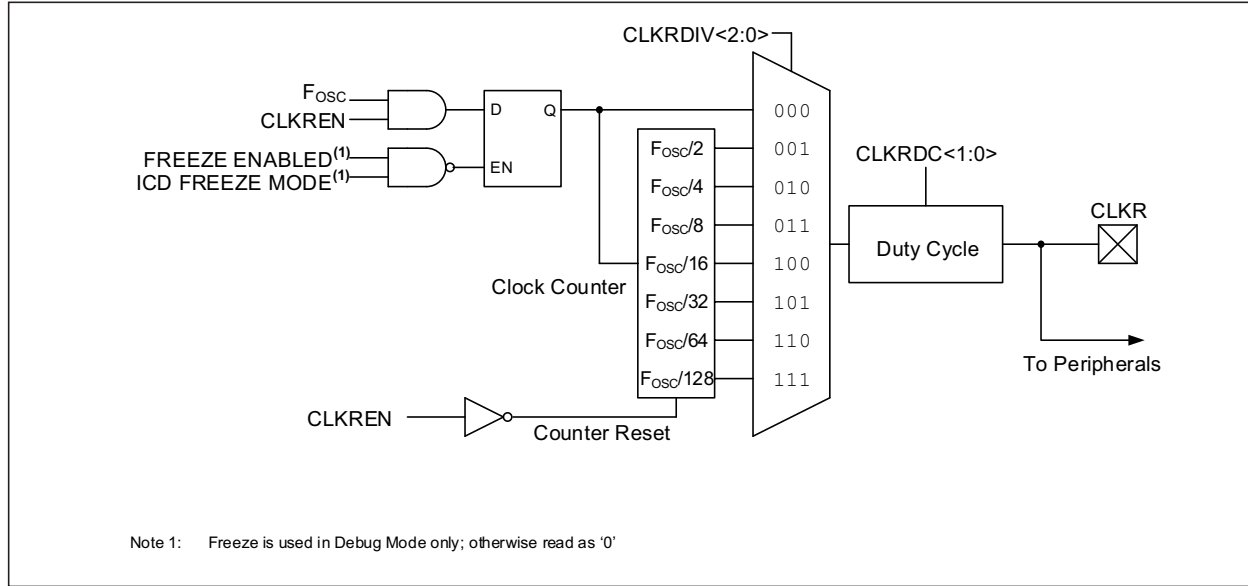 CLKRDIV<2:0>
FOSC
CLKREN
FREEZE ENABLED(1)
ICD FREEZE MODE(1)
D
Q
EN
000
FOSC/2
001
FOSC/4
010
FOSC/8
011
FOSC/16
100
FOSC/32
101
FOSC/64
110
FOSC/128
111
Clock Counter
CLKRDC<1:0>
Duty Cycle
CLKR
To Peripherals
CLKREN
Counter Reset
Note 1: Freeze is used in Debug Mode only; otherwise read as ‘0’